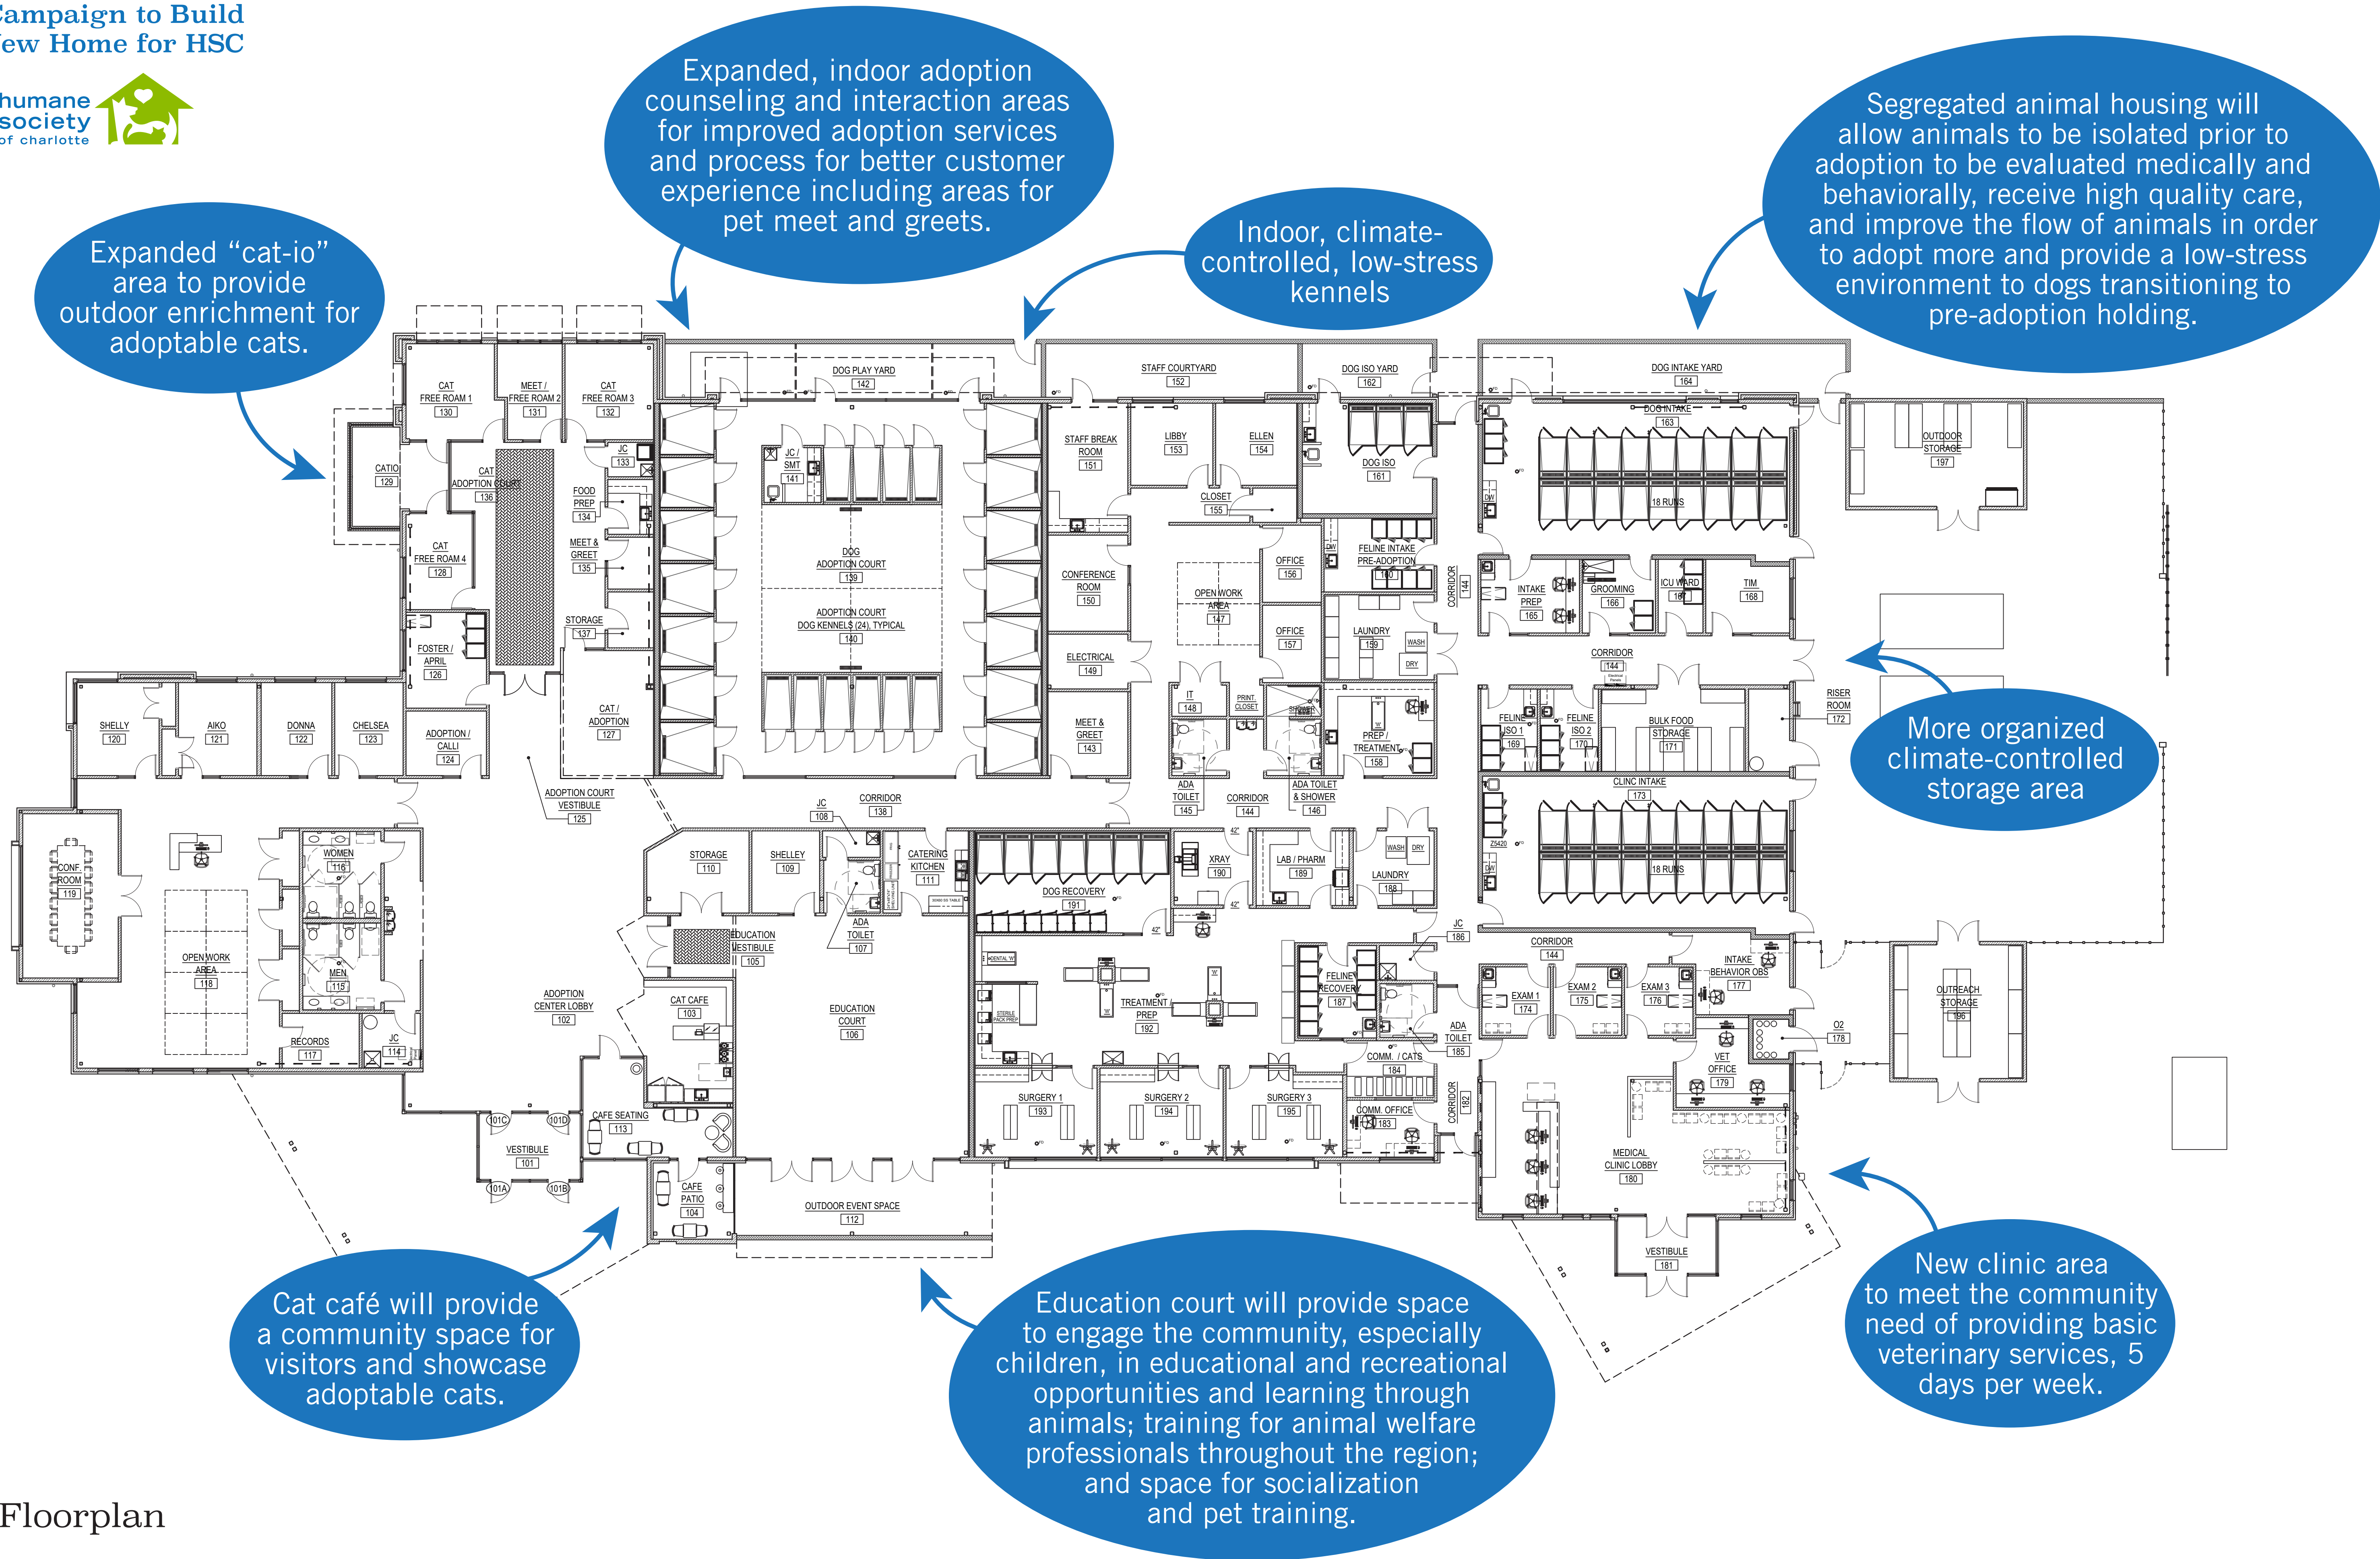 Campaign to Build
New Home for HSC
humane
society
of charlotte
Expanded, indoor adoption
counseling and interaction areas
for improved adoption services
and process for better customer
experience including areas for
pet meet and greets.
Segregated animal housing will
allow animals to be isolated prior to
adoption to be evaluated medically and
behaviorally, receive high quality care,
and improve the flow of animals in order
to adopt more and provide a low-stress
environment to dogs transitioning to
pre-adoption holding.
Indoor, climate-
controlled, low-stress
kennels
Expanded “cat-io”
area to provide
outdoor enrichment for
adoptable cats.
CAT
FREE ROAM 1
130
MEET /
FREE ROAM 2
131
CAT
FREE ROAM 3
132
DOG PLAY YARD
142
STAFF COURTYARD
152
DOG ISO YARD
162
DOG INTAKE YARD
164
DOG INTAKE
163
18 RUNS
OUTDOOR
STORAGE
197
CATIO
129
CAT
ADOPTION COURT
136
JC
133
FOOD
PREP
134
MEET &
GREET
135
STORAGE
137
CAT
FREE ROAM 4
128
FOSTER /
APRIL
126
CAT /
ADOPTION
127
JC /
SMT
141
DOG
ADOPTION COURT
139
ADOPTION COURT
DOG KENNELS (24), TYPICAL
140
STAFF BREAK
ROOM
151
LIBBY
153
ELLEN
154
CLOSET
155
DOG ISO
161
CONFERENCE
ROOM
150
OPEN WORK
AREA
147
OFFICE
156
OFFICE
157
DW
FELINE INTAKE
PRE-ADOPTION
160
LAUNDRY
159
WASH
DRY
CORRIDOR
144
ELECTRICAL
149
MEET &
GREET
143
IT
148
PRINT.
CLOSET
SHOWER
PREP /
TREATMENT
158
DW
INTAKE
PREP
165
GROOMING
166
ICU WARD
167
TIM
168
CORRIDOR
144
Electrical
Panels
FELINE
ISO 1
169
FELINE
ISO 2
170
BULK FOOD
STORAGE
171
RISER
ROOM
172
More organized
climate-controlled
storage area
SHELLY
120
AIKO
121
DONNA
122
CHELSEA
123
ADOPTION /
CALLI
124
ADOPTION COURT
VESTIBULE
125
JC
108
CORRIDOR
138
ADA
TOILET
145
CORRIDOR
144
ADA TOILET
& SHOWER
146
CLINC INTAKE
173
Z5420
DW
18 RUNS
CONF.
ROOM
119
WOMEN
116
MEN
115
OPEN WORK
AREA
118
RECORDS
117
JC
114
STORAGE
110
SHELLEY
109
CATERING
KITCHEN
111
ADA
TOILET
107
EDUCATION
VESTIBULE
105
ADOPTION
CENTER LOBBY
102
CAT CAFE
103
EDUCATION
COURT
106
DOG RECOVERY
191
42"
42"
42"
XRAY
190
LAB / PHARM
189
WASH
DRY
LAUNDRY
188
JC
186
DENTAL 'W'
STERILE
PACK PREP
TREATMENT /
PREP
192
FELINE
RECOVERY
187
ADA
TOILET
185
COMM. / CATS
184
COMM. OFFICE
183
CORRIDOR
182
SURGERY 1
193
SURGERY 2
194
SURGERY 3
195
CORRIDOR
144
EXAM 1
174
EXAM 2
175
EXAM 3
176
INTAKE
BEHAVIOR OBS
177
O2
178
VET
OFFICE
179
MEDICAL
CLINIC LOBBY
180
VESTIBULE
181
OUTREACH
STORAGE
196
CAFE SEATING
113
101C
101D
VESTIBULE
101
101A
101B
CAFE
PATIO
104
OUTDOOR EVENT SPACE
112
Cat café will provide
a community space for
visitors and showcase
adoptable cats.
Education court will provide space
to engage the community, especially
children, in educational and recreational
opportunities and learning through
animals; training for animal welfare
professionals throughout the region;
and space for socialization
and pet training.
New clinic area
to meet the community
need of providing basic
veterinary services, 5
days per week.
Floorplan